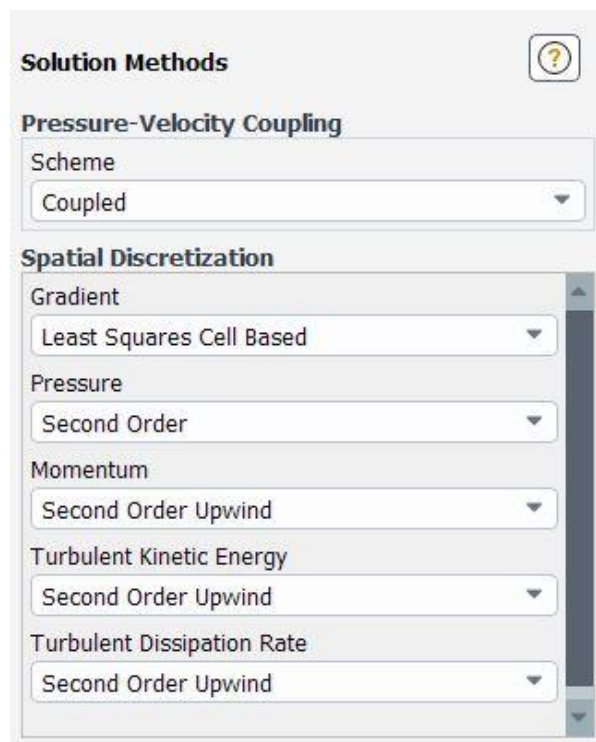 Solution Methods
?
Pressure-Velocity Coupling
Scheme
Coupled
Spatial Discretization
Gradient
Least Squares Cell Based
Pressure
Second Order
Momentum
Second Order Upwind
Turbulent Kinetic Energy
Second Order Upwind
Turbulent Dissipation Rate
Second Order Upwind